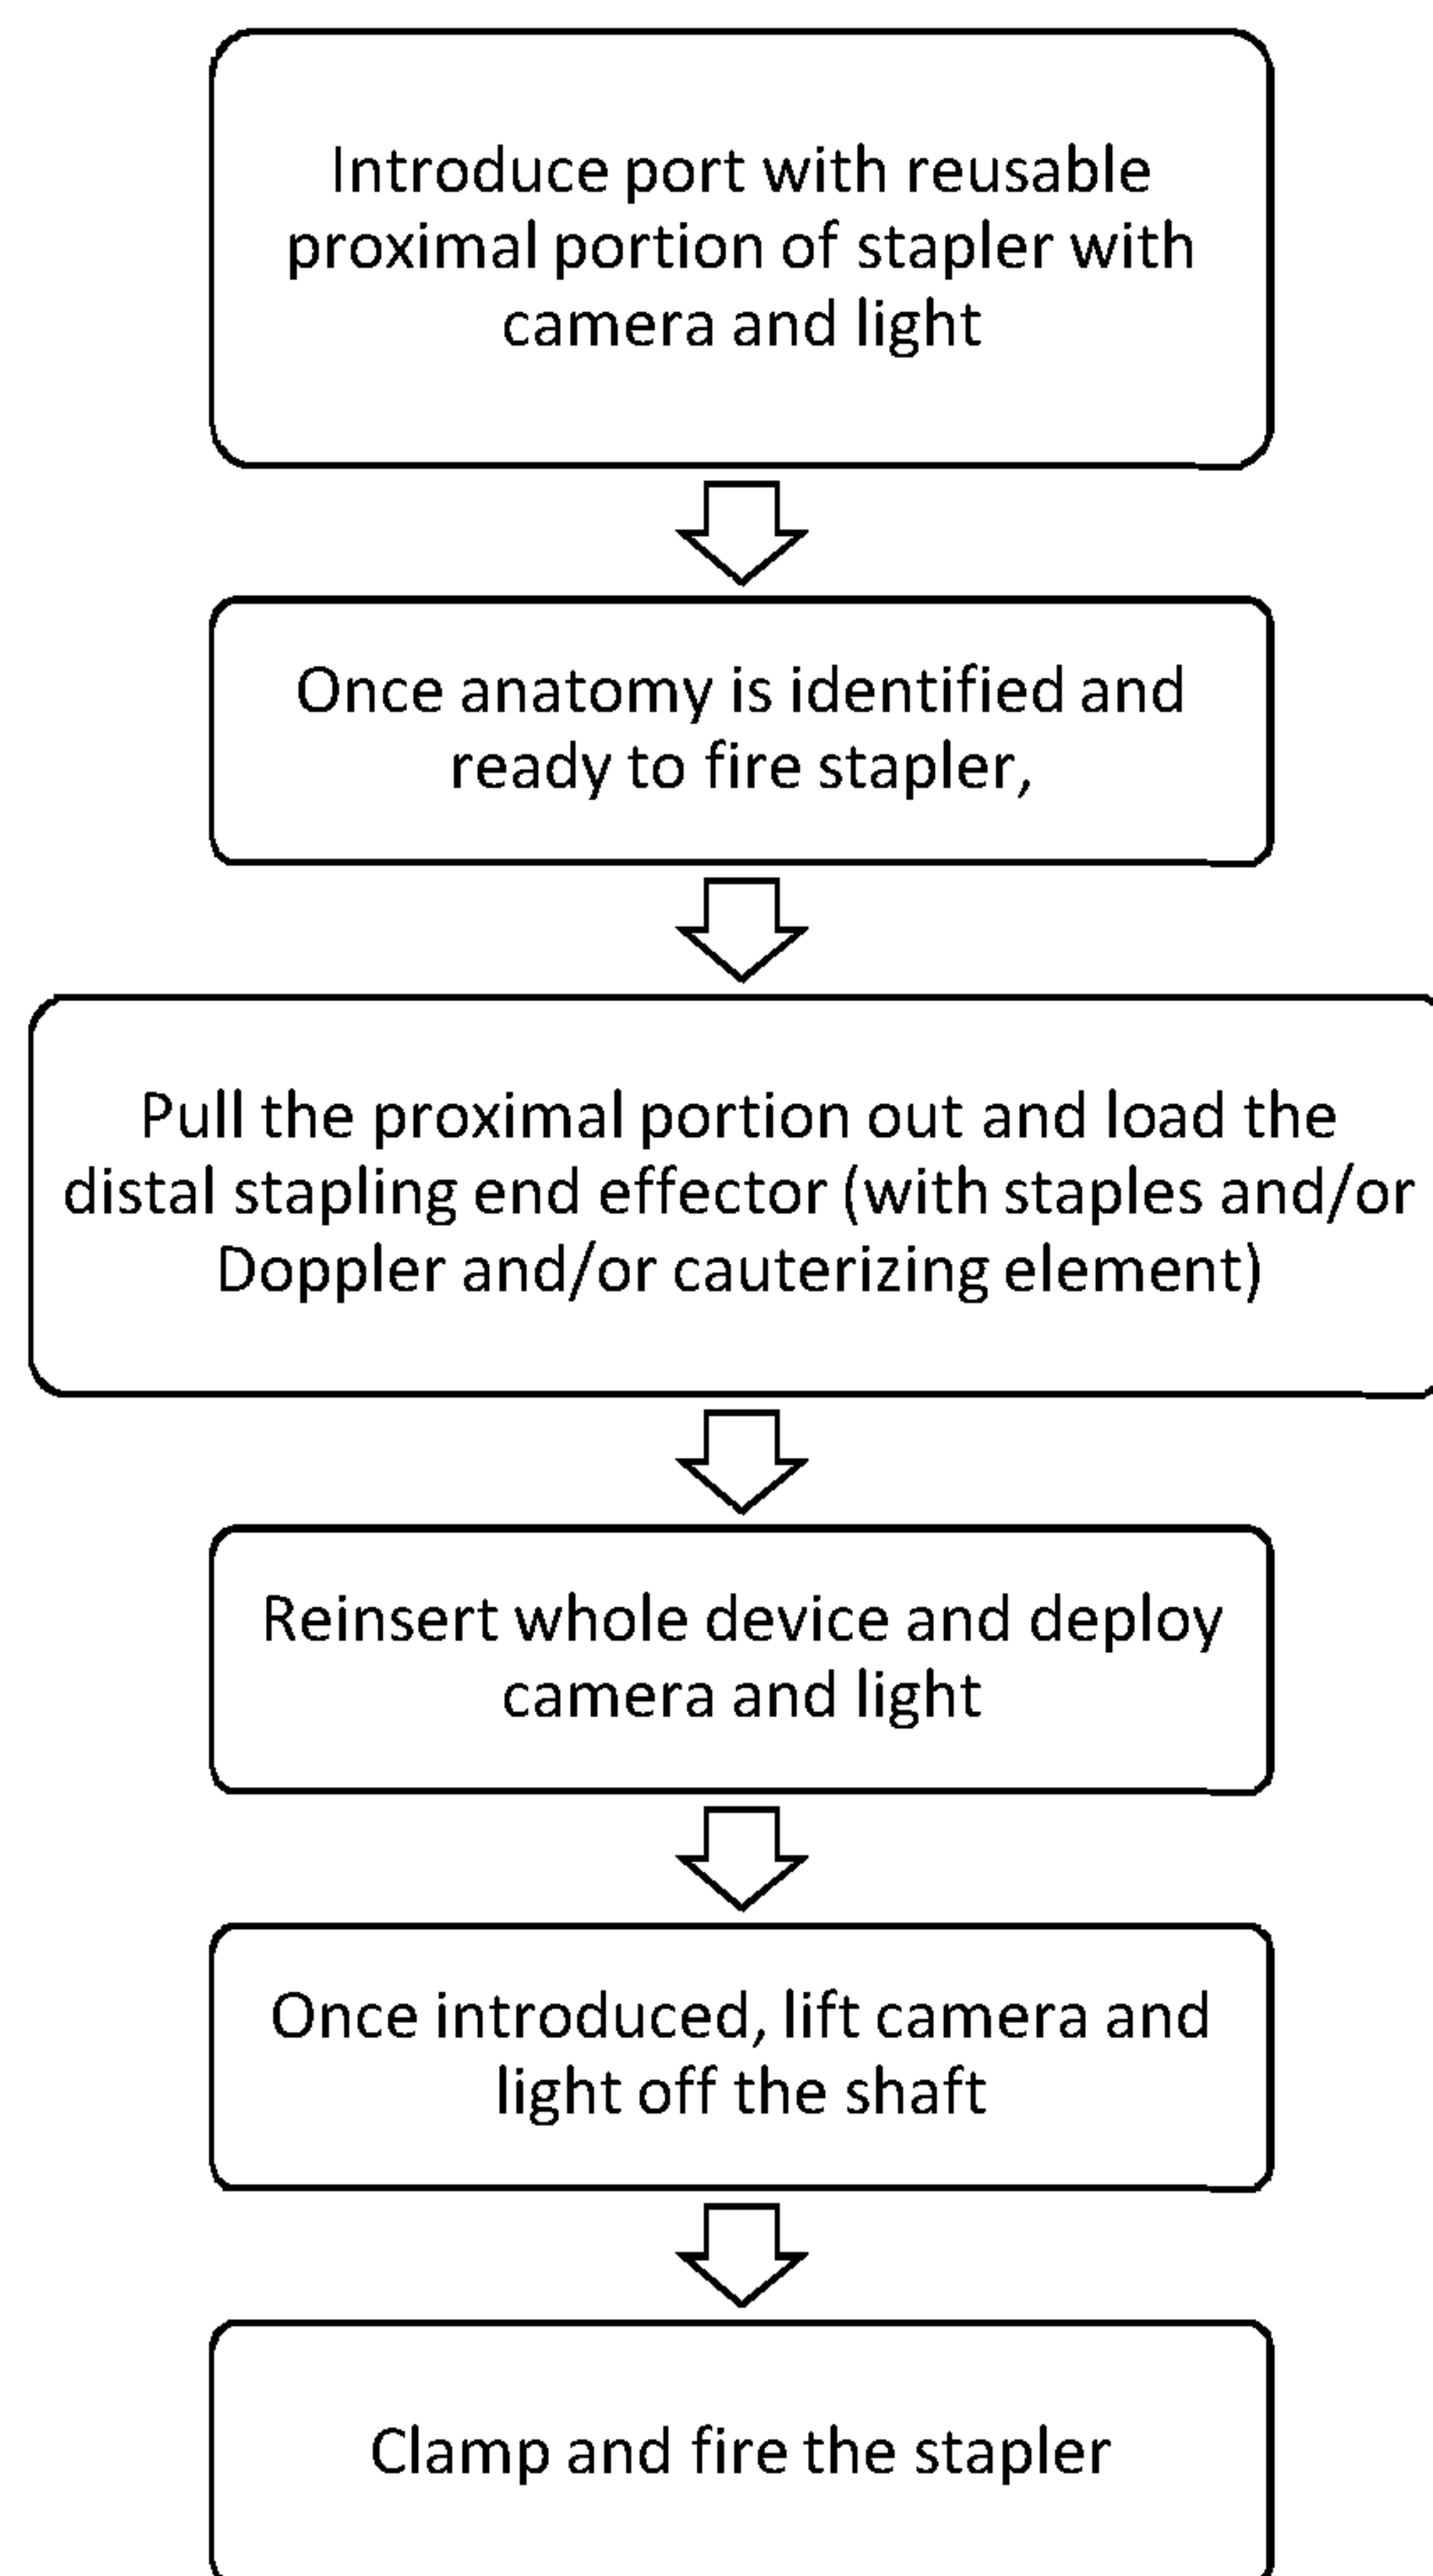 Introduce port with reusable
proximal portion of stapler with
camera and light
Once anatomy is identified and
ready to fire stapler,
Pull the proximal portion out and load the
distal stapling end effector (with staples and/or
Doppler and/or cauterizing element)
Reinsert whole device and deploy
camera and light
Once introduced, lift camera and
light off the shaft
Clamp and fire the stapler